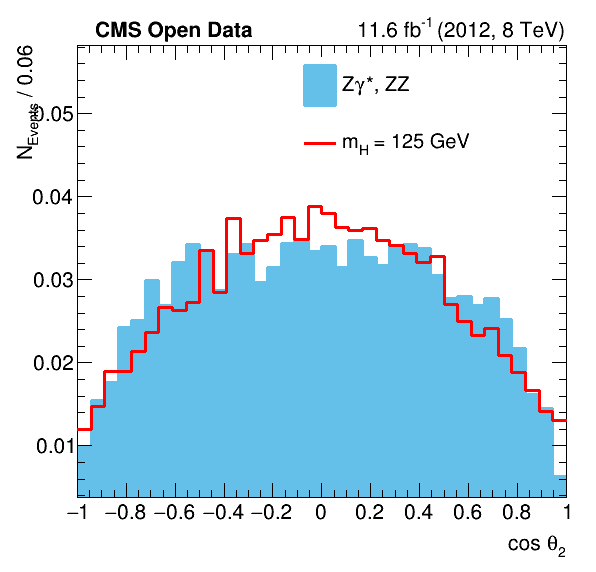 CMS Open Data
11.6 fb⁻¹ (2012, 8 TeV)
N_Events / 0.06
Zγ*, ZZ
m_H = 125 GeV
0.05
0.04
0.03
0.02
0.01
−1 −0.8 −0.6 −0.4 −0.2 0 0.2 0.4 0.6 0.8 1
cos θ₂